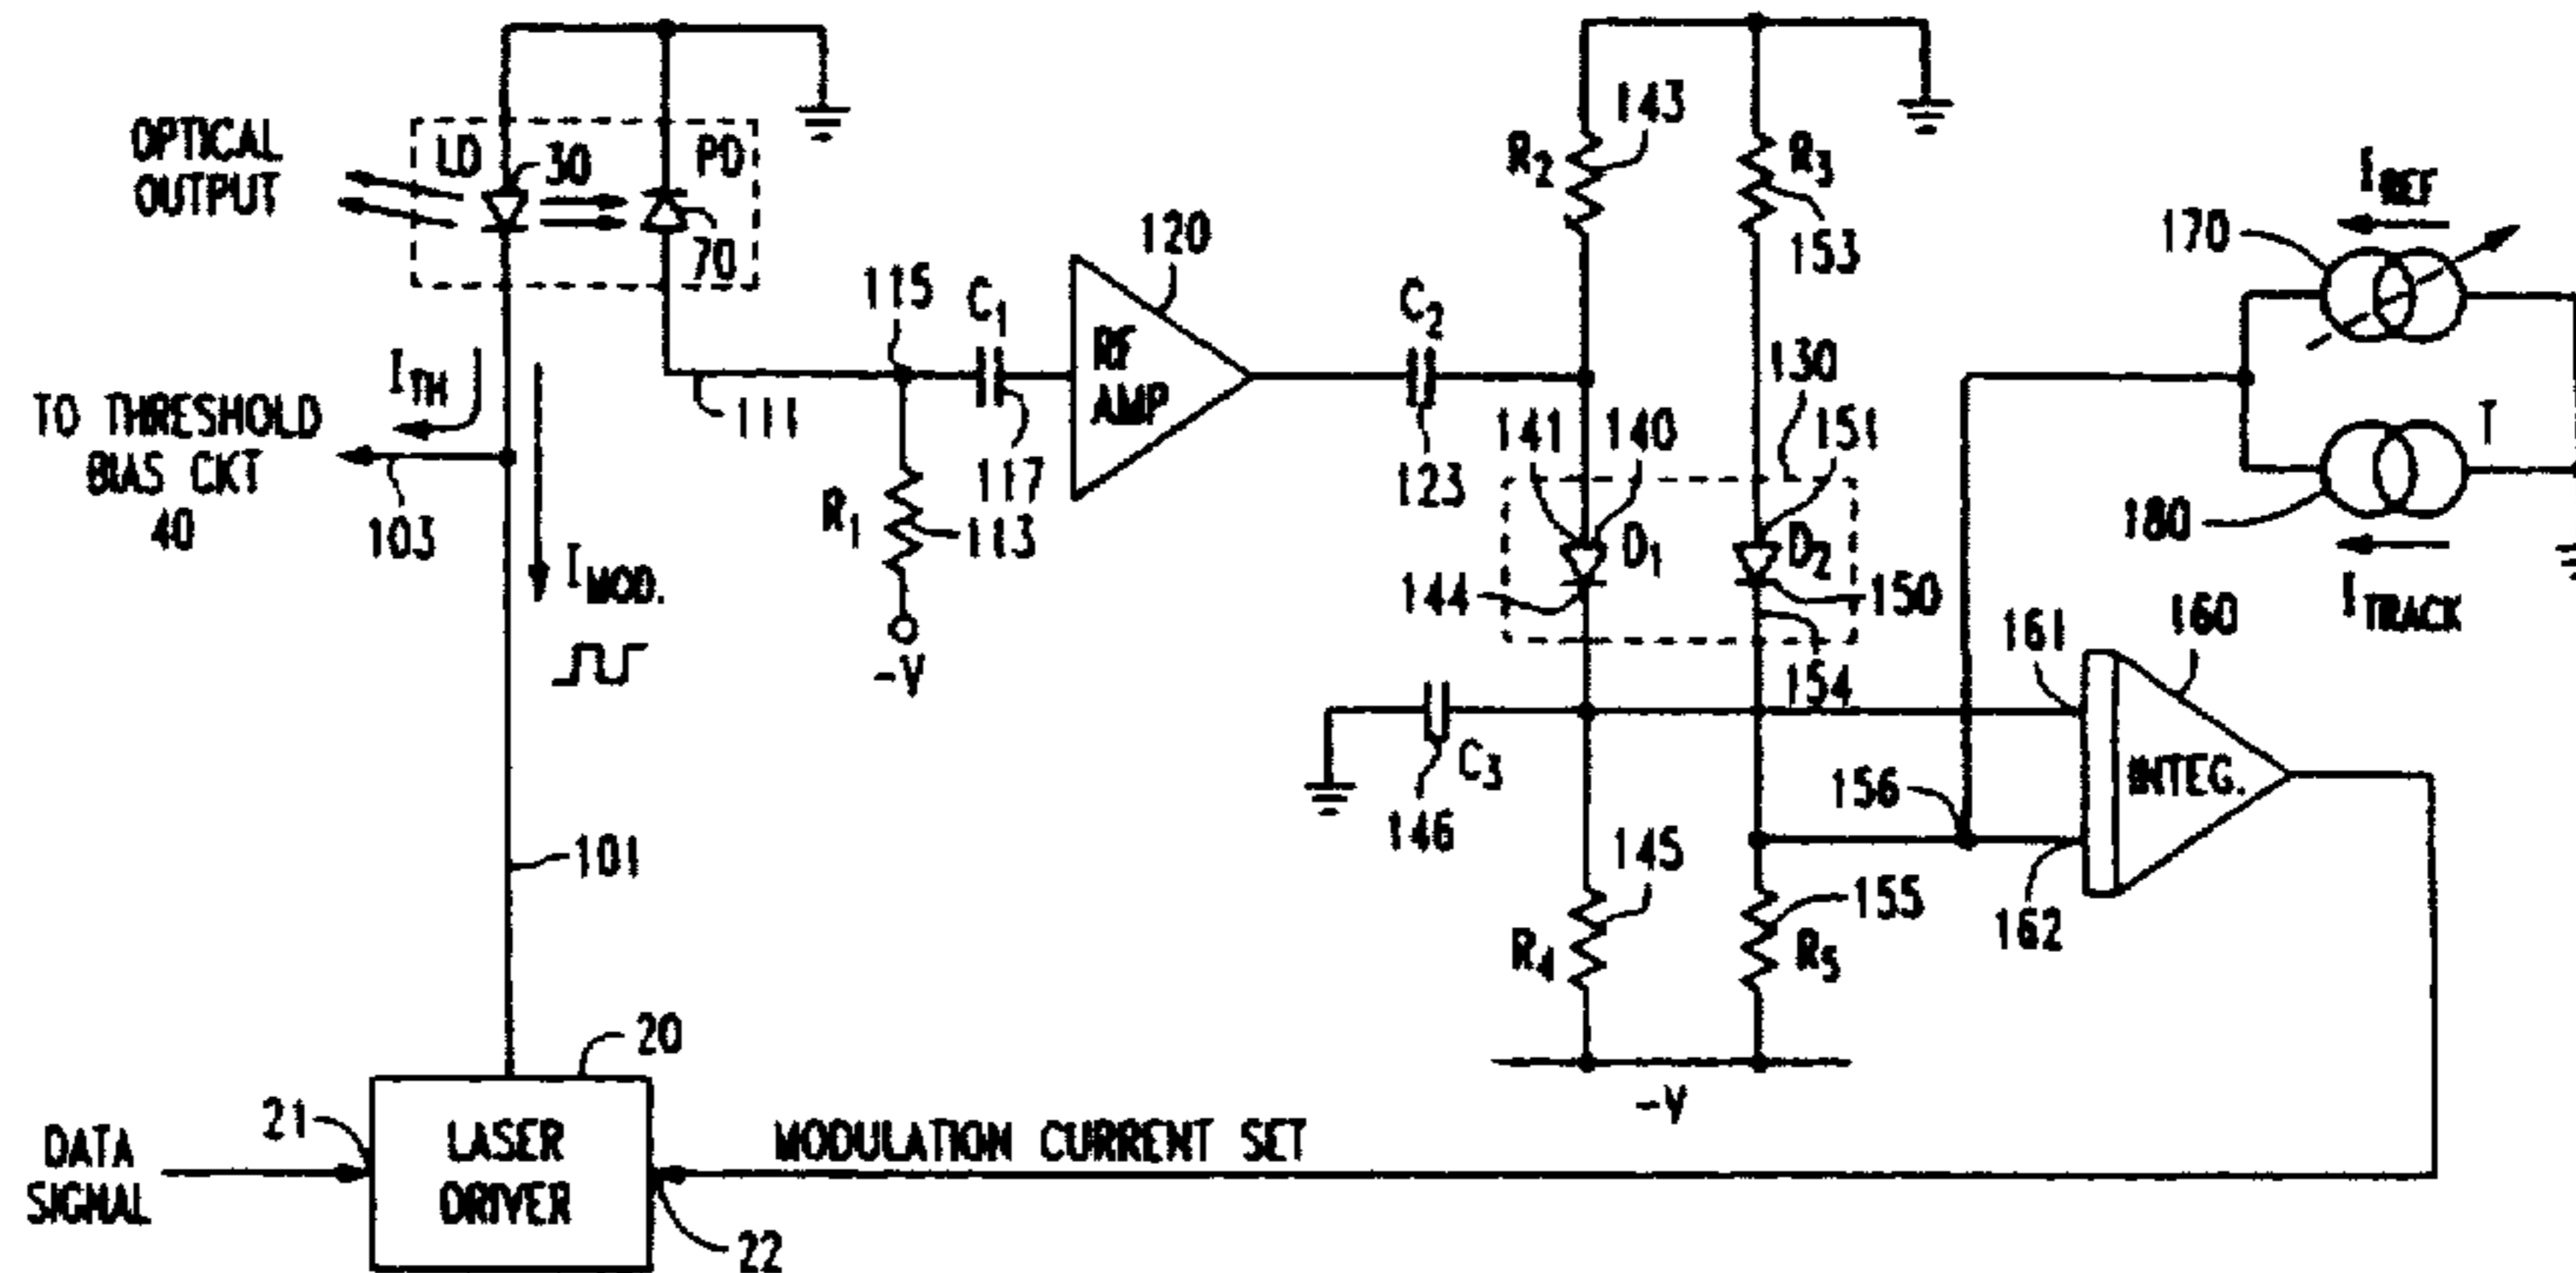 OPTICAL
OUTPUT
LD
30
PD
70
115
C1
120
RF
AMP
C2
R2
143
R3
153
130
IREF
170
ITH
TO THRESHOLD
BIAS CKT
40
103
IMOD.
111
117
R1
113
-V
123
141
140
151
D1
D2
144
150
154
T
180
ITRACK
161
160
C3
146
156
INTEG.
162
101
145
R4
155
R5
-V
20
21
DATA
SIGNAL
LASER
DRIVER
MODULATION CURRENT SET
22